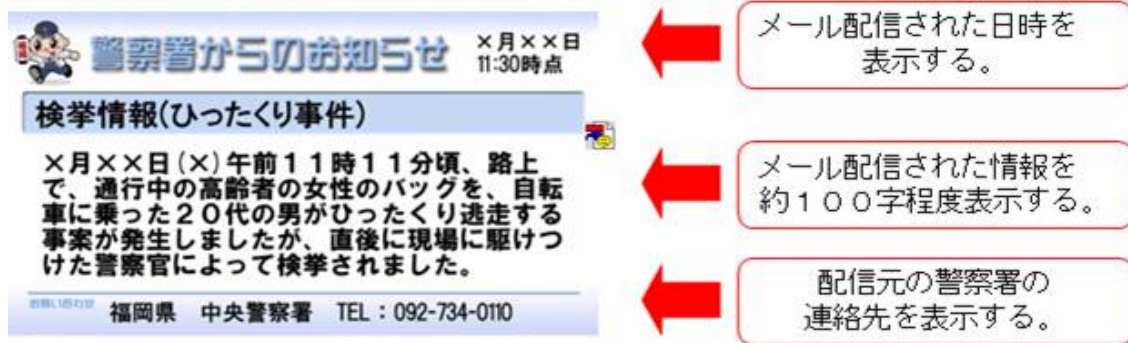 警察署からのお知らせ
×月××日
11:30時点
検挙情報(ひったくり事件)
×月××日(×)午前11時11分頃、路上
で、通行中の高齢者の女性のバッグを、自転
車に乗った20代の男がひったくり逃走する
事案が発生しましたが、直後に現場に駆けつ
けた警察官によって検挙されました。
お問い合わせ
福岡県 中央警察署 TEL:092-734-0110
メール配信された日時を
表示する。
メール配信された情報を
約100字程度表示する。
配信元の警察署の
連絡先を表示する。